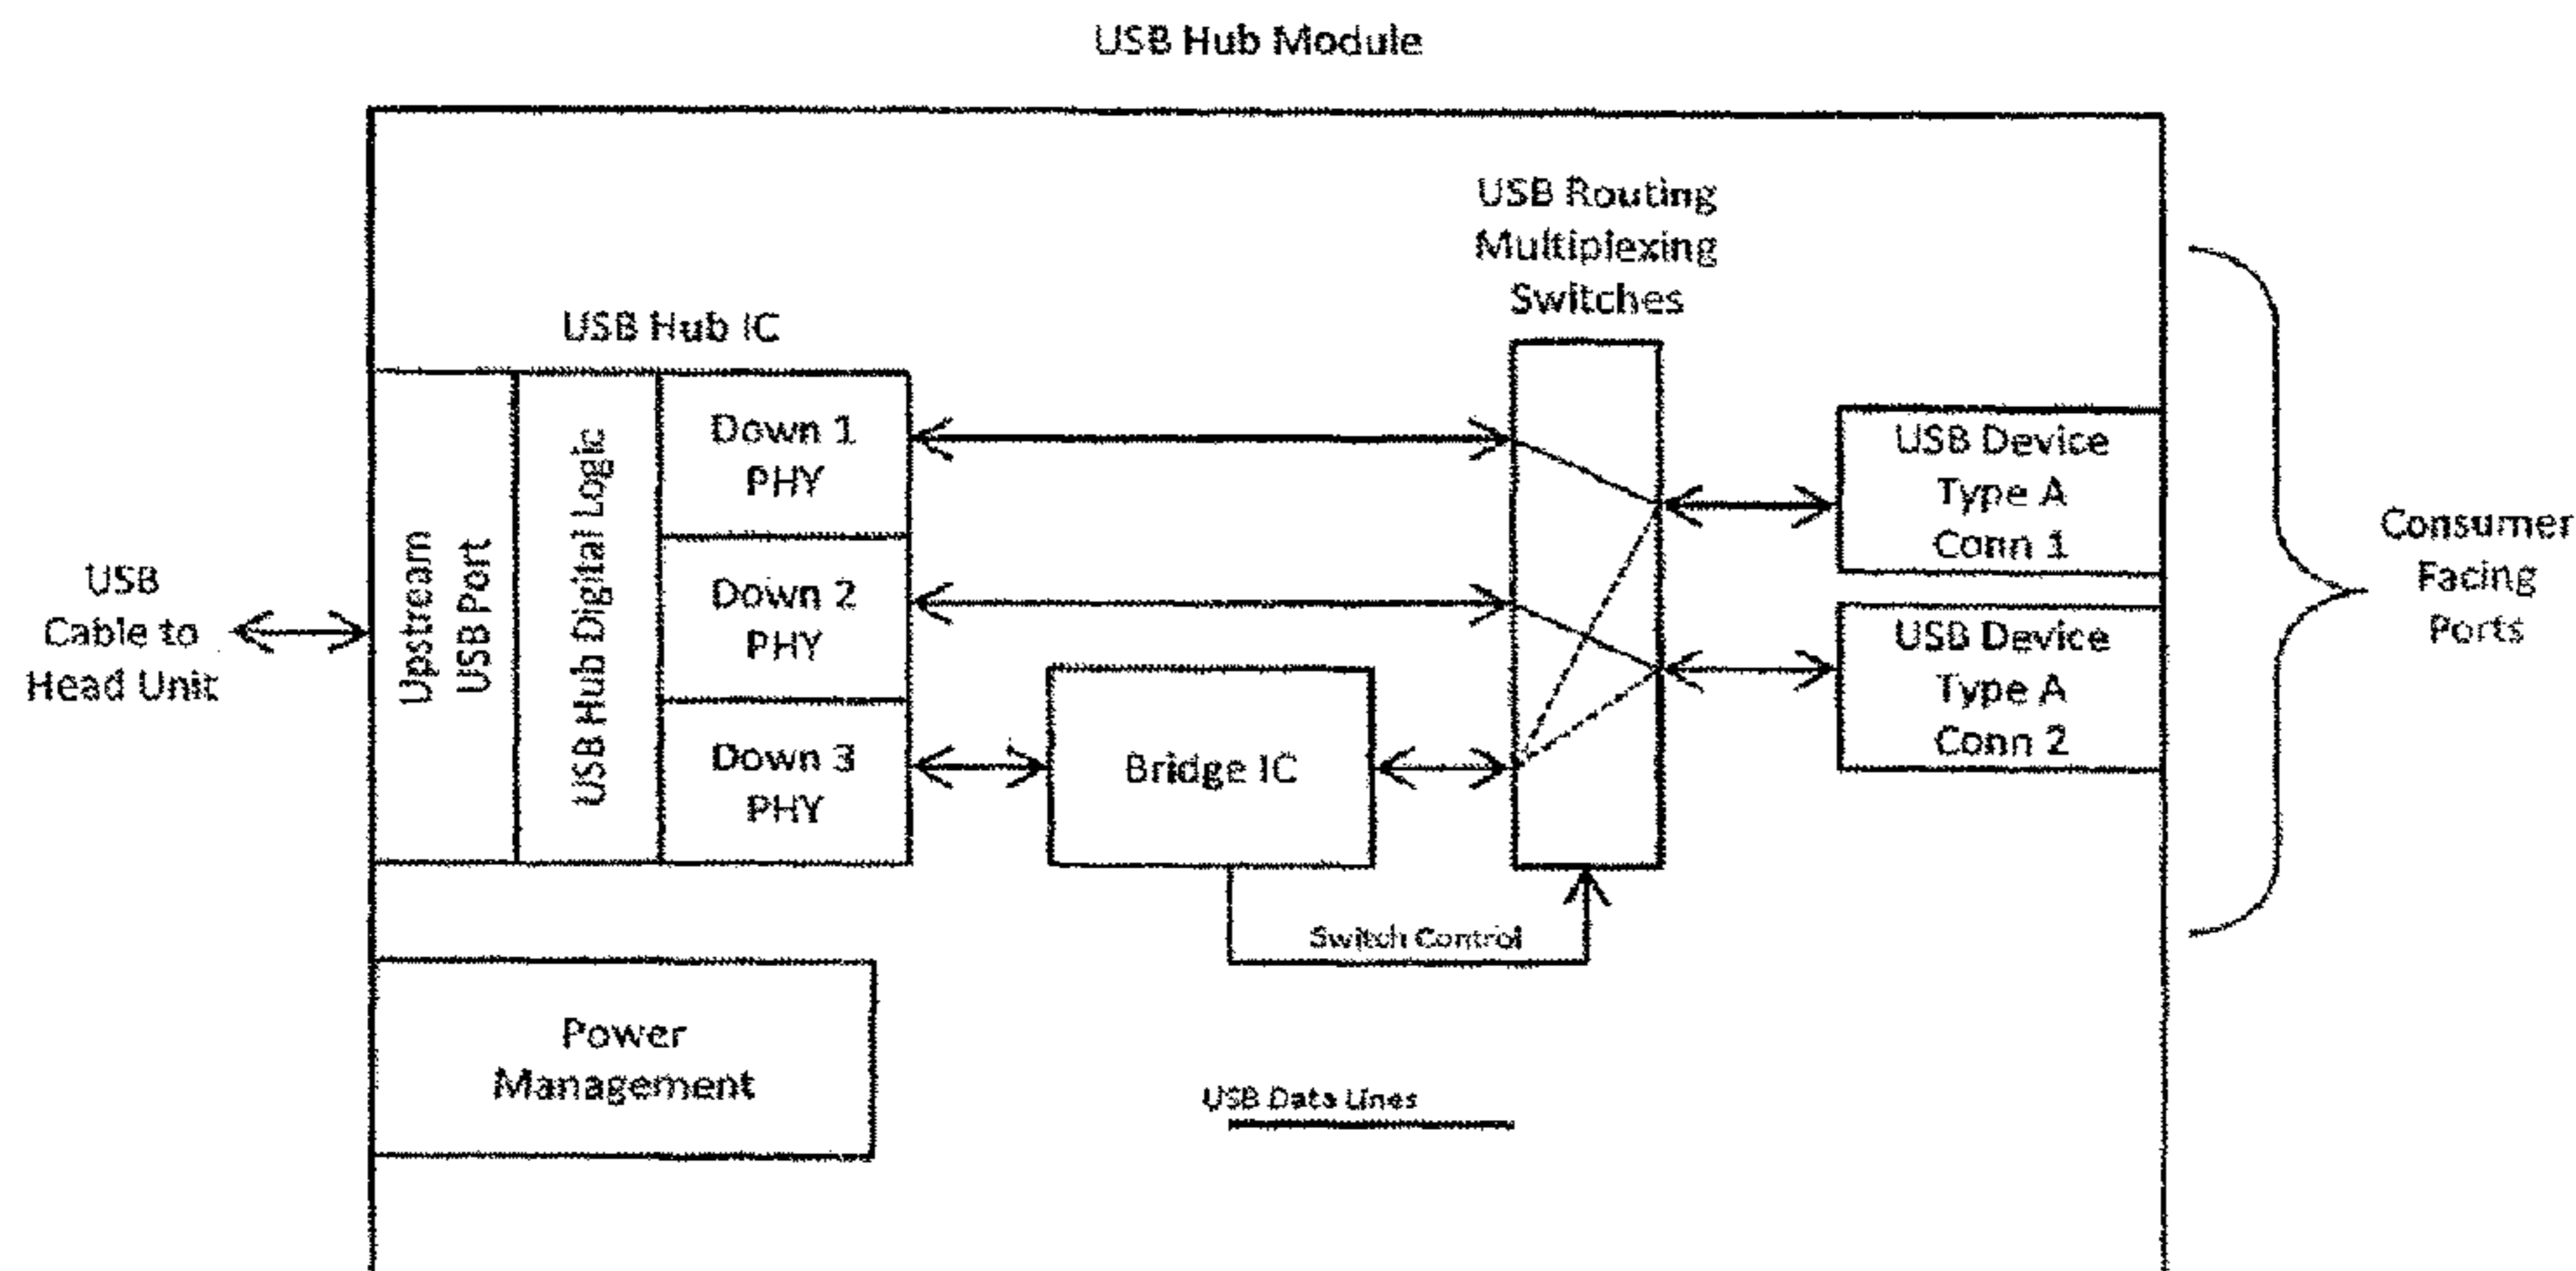 USB Hub Module
USB Routing
Multiplexing
Switches
USB Hub IC
USB
Cable to
Head Unit
Upstream
USB Port
USB Hub Digital Logic
Down 1
PHY
Down 2
PHY
Down 3
PHY
Bridge IC
Switch Control
USB Device
Type A
Conn 1
USB Device
Type A
Conn 2
Consumer
Facing
Ports
Power
Management
USB Data Lines